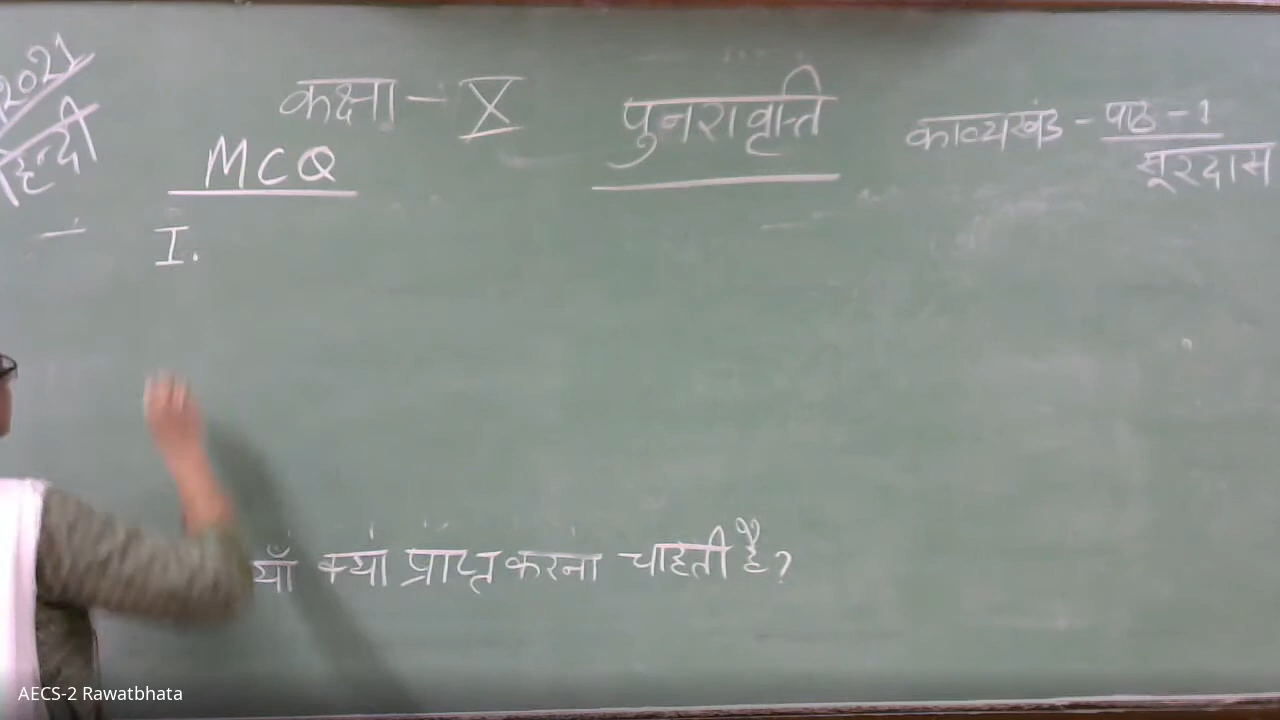 2021
हिन्दी
कक्षा - X
पुनरावृत्ति
काव्यखंड - पाठ - 1
सूरदास
MCQ
I.
याँ क्या प्राप्त करना चाहती है?
AECS-2 Rawatbhata